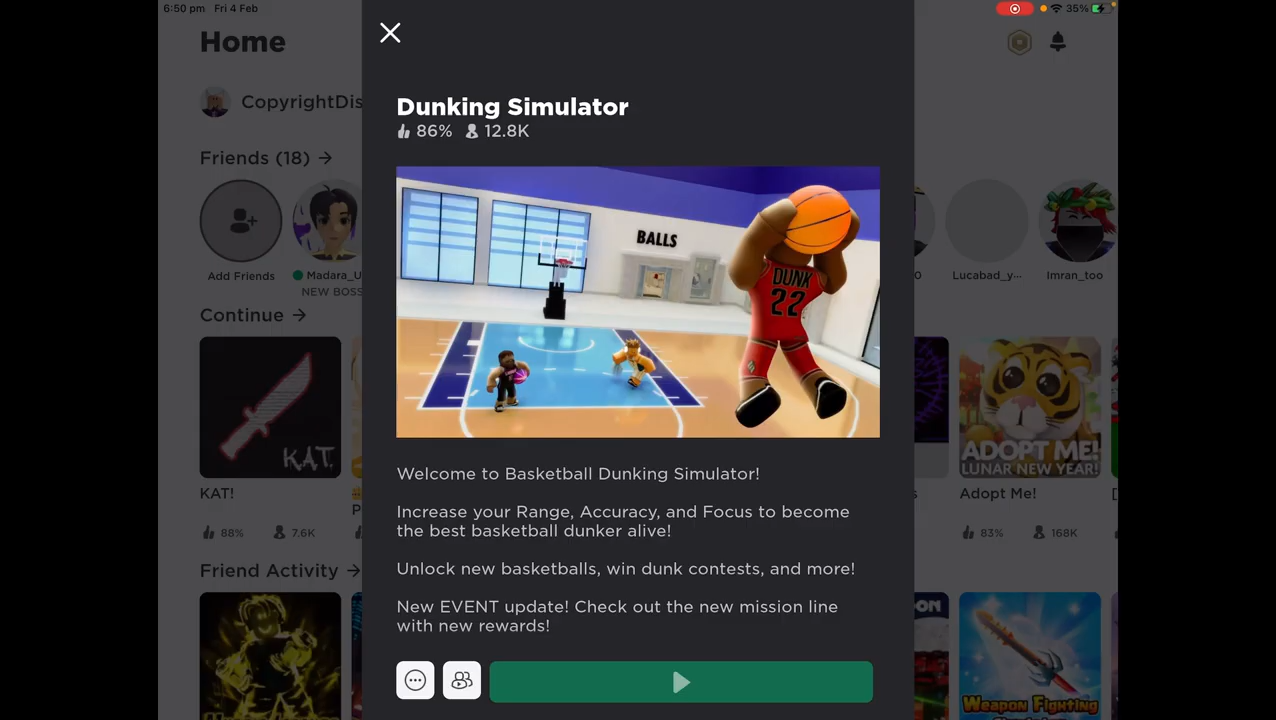 6:50 pm Fri 4 Feb
35%
Home
CopyrightDis
Friends (18) →
Add Friends
Madara_U
NEW BOSS
Lucabad_y...
Imran_too
Continue →
KAT.
KAT!
88% 7.6K
ADOPT ME!
LUNAR NEW YEAR!
Adopt Me!
83% 168K
Friend Activity →
Weapon Fighting
Dunking Simulator
86% 12.8K
BALLS
DUNK
22
Welcome to Basketball Dunking Simulator!
Increase your Range, Accuracy, and Focus to become
the best basketball dunker alive!
Unlock new basketballs, win dunk contests, and more!
New EVENT update! Check out the new mission line
with new rewards!